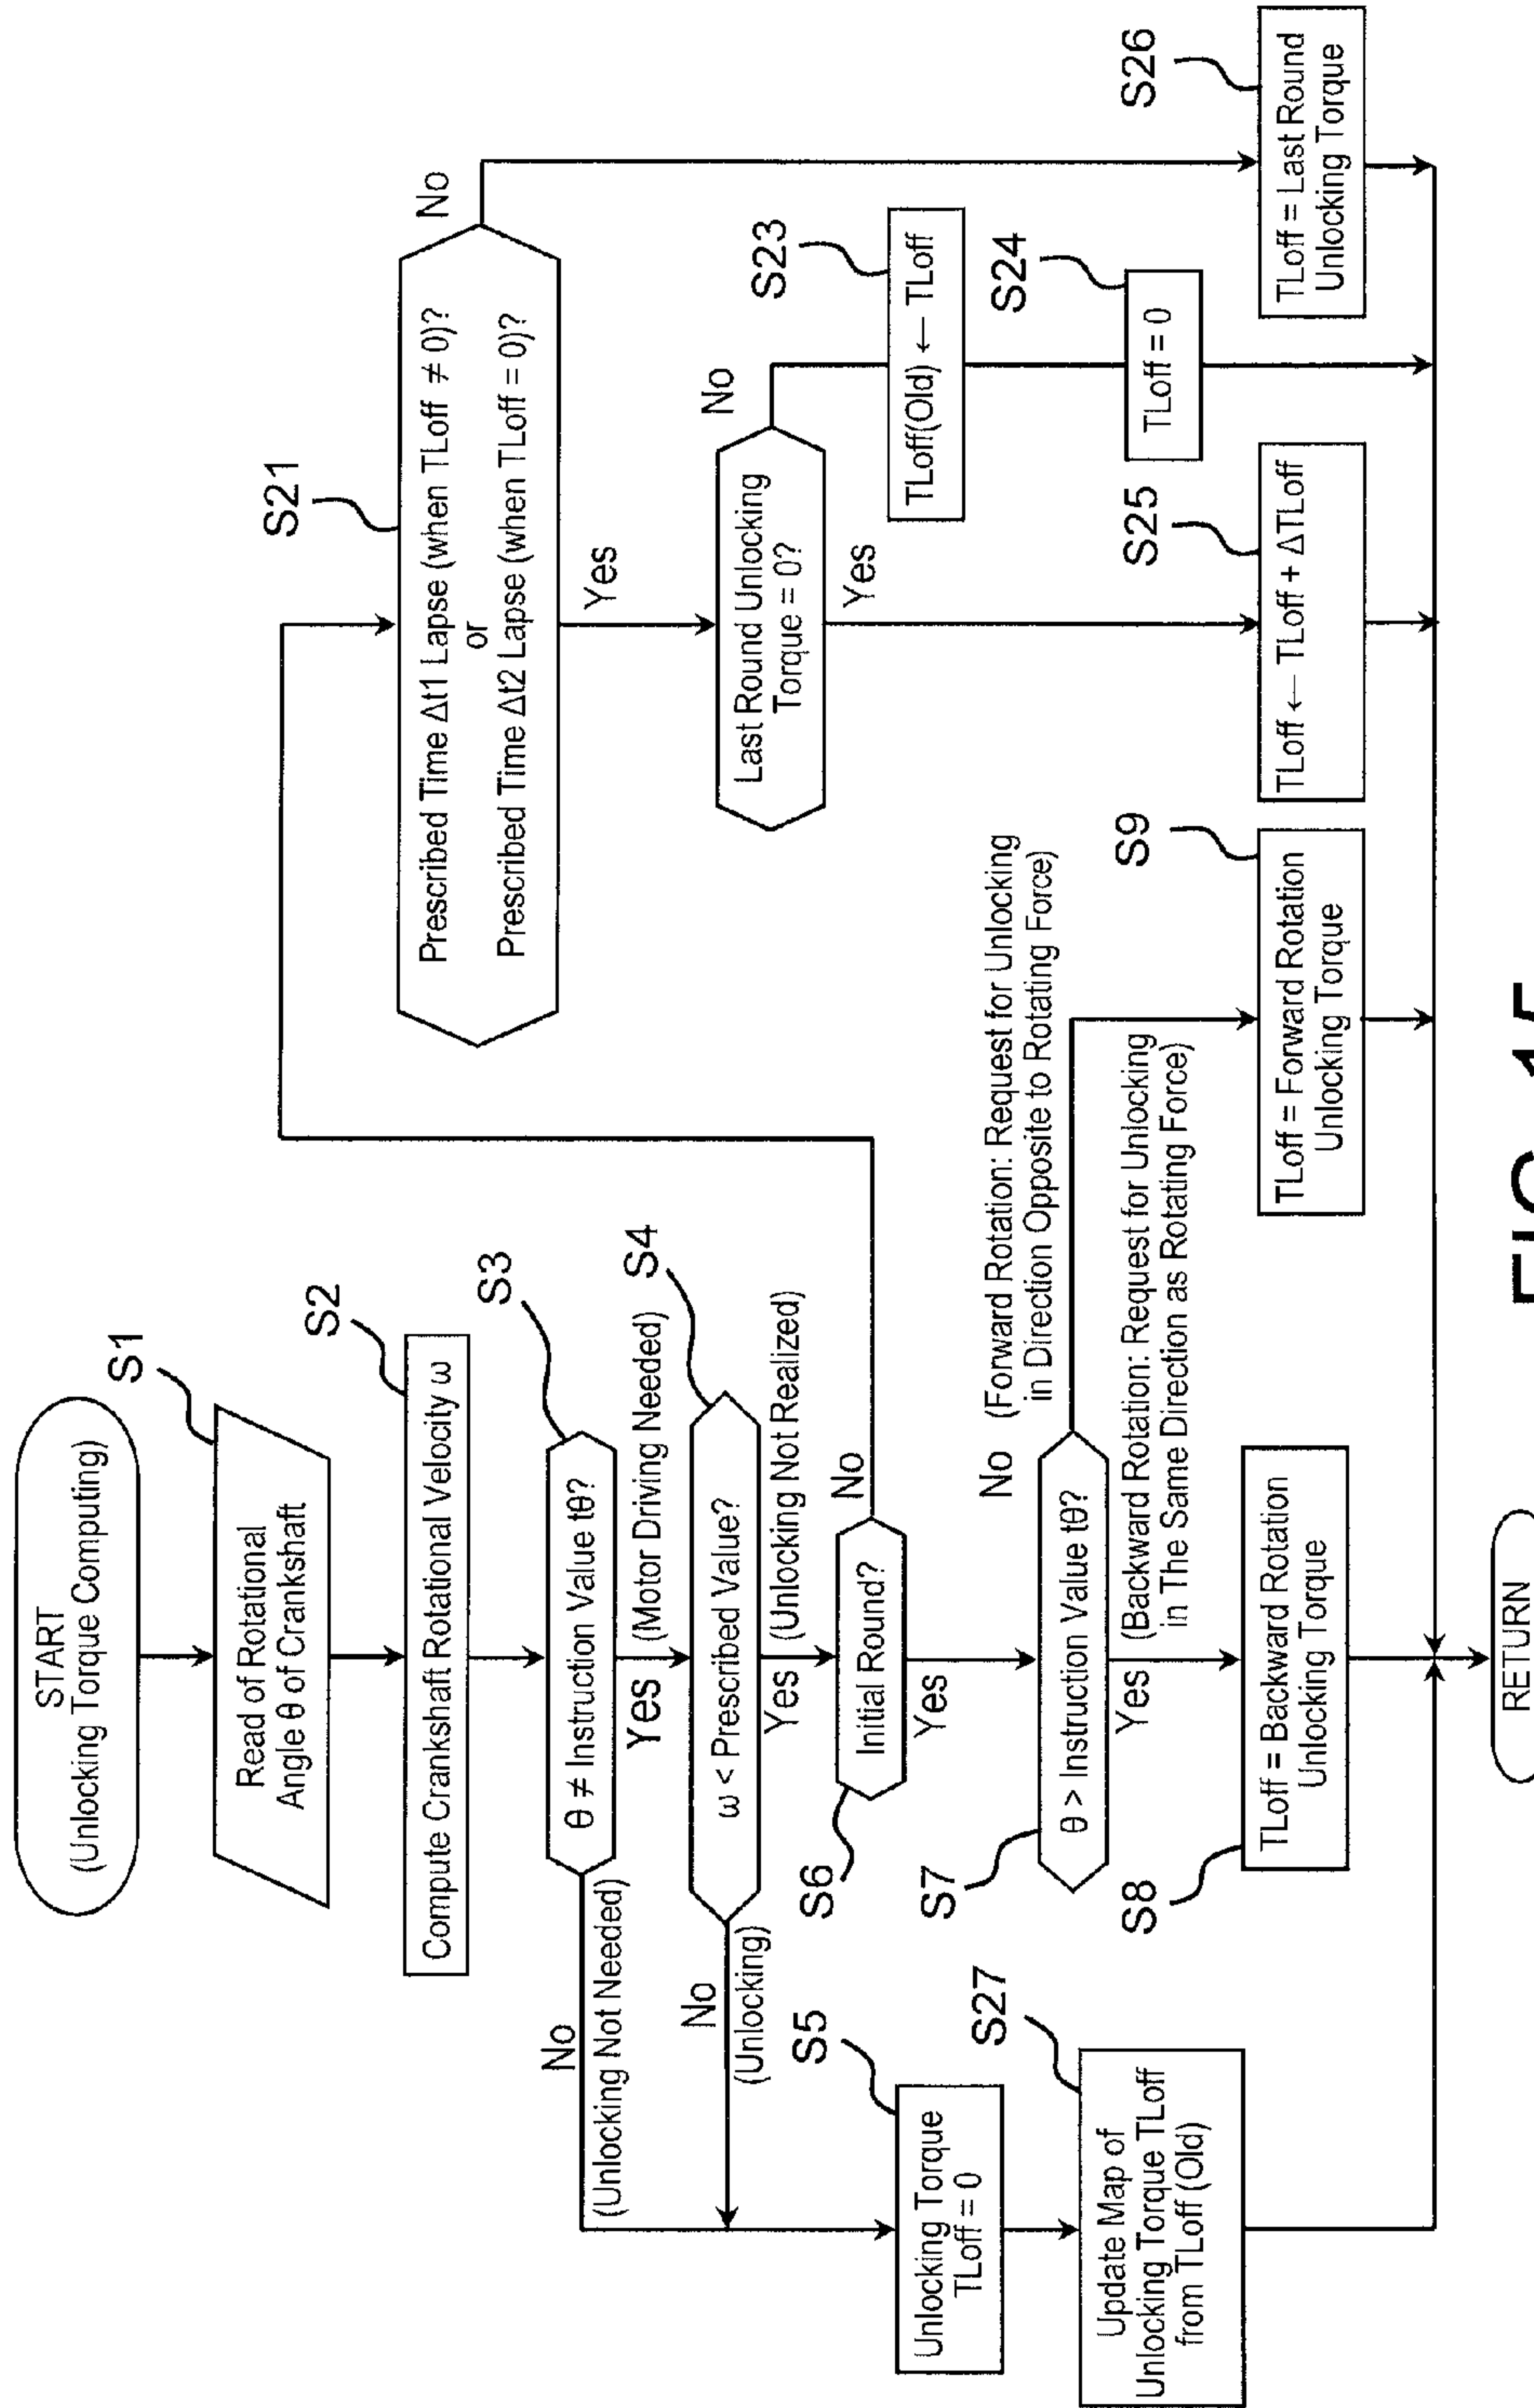 START
(Unlocking Torque Computing)
S1
Read of Rotational
Angle θ of Crankshaft
S2
Compute Crankshaft Rotational Velocity ω
S3
θ ≠ Instruction Value tθ?
No
(Unlocking Not Needed)
Yes
(Motor Driving Needed)
S4
ω < Prescribed Value?
No
(Unlocking)
Yes
(Unlocking Not Realized)
S5
Unlocking Torque
TLoff = 0
S27
Update Map of
Unlocking Torque TLoff
from TLoff (Old)
S6
Initial Round?
No
Yes
S7
θ > Instruction Value tθ?
No
(Forward Rotation: Request for Unlocking
in Direction Opposite to Rotating Force)
Yes
(Backward Rotation: Request for Unlocking
in The Same Direction as Rotating Force)
S8
TLoff = Backward Rotation
Unlocking Torque
S9
TLoff = Forward Rotation
Unlocking Torque
S21
Prescribed Time Δt1 Lapse (when TLoff ≠ 0)?
or
Prescribed Time Δt2 Lapse (when TLoff = 0)?
No
Yes
Last Round Unlocking
Torque = 0?
No
Yes
S23
TLoff(Old) ← TLoff
S24
TLoff = 0
S25
TLoff ← TLoff + ΔTLoff
S26
TLoff = Last Round
Unlocking Torque
RETURN